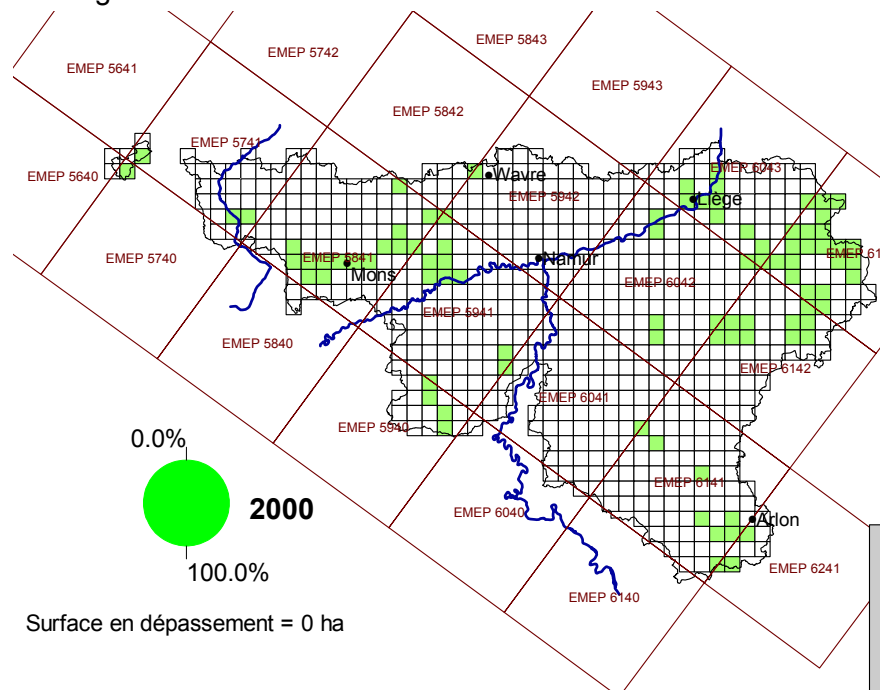 EMEP 5843
EMEP 5742
EMEP 5641
EMEP 5943
EMEP 5842
EMEP 5741
EMEP 6043
EMEP 5640
Wavre
EMEP 5942
Liège
EMEP 5740
EMEP 5841
Namur
EMEP 61
Mons
EMEP 6042
EMEP 5941
EMEP 5840
EMEP 6142
EMEP 6041
EMEP 5940
0.0%
EMEP 6141
2000
EMEP 6040
Arlon
100.0%
EMEP 6241
EMEP 6140
Surface en dépassement = 0 ha